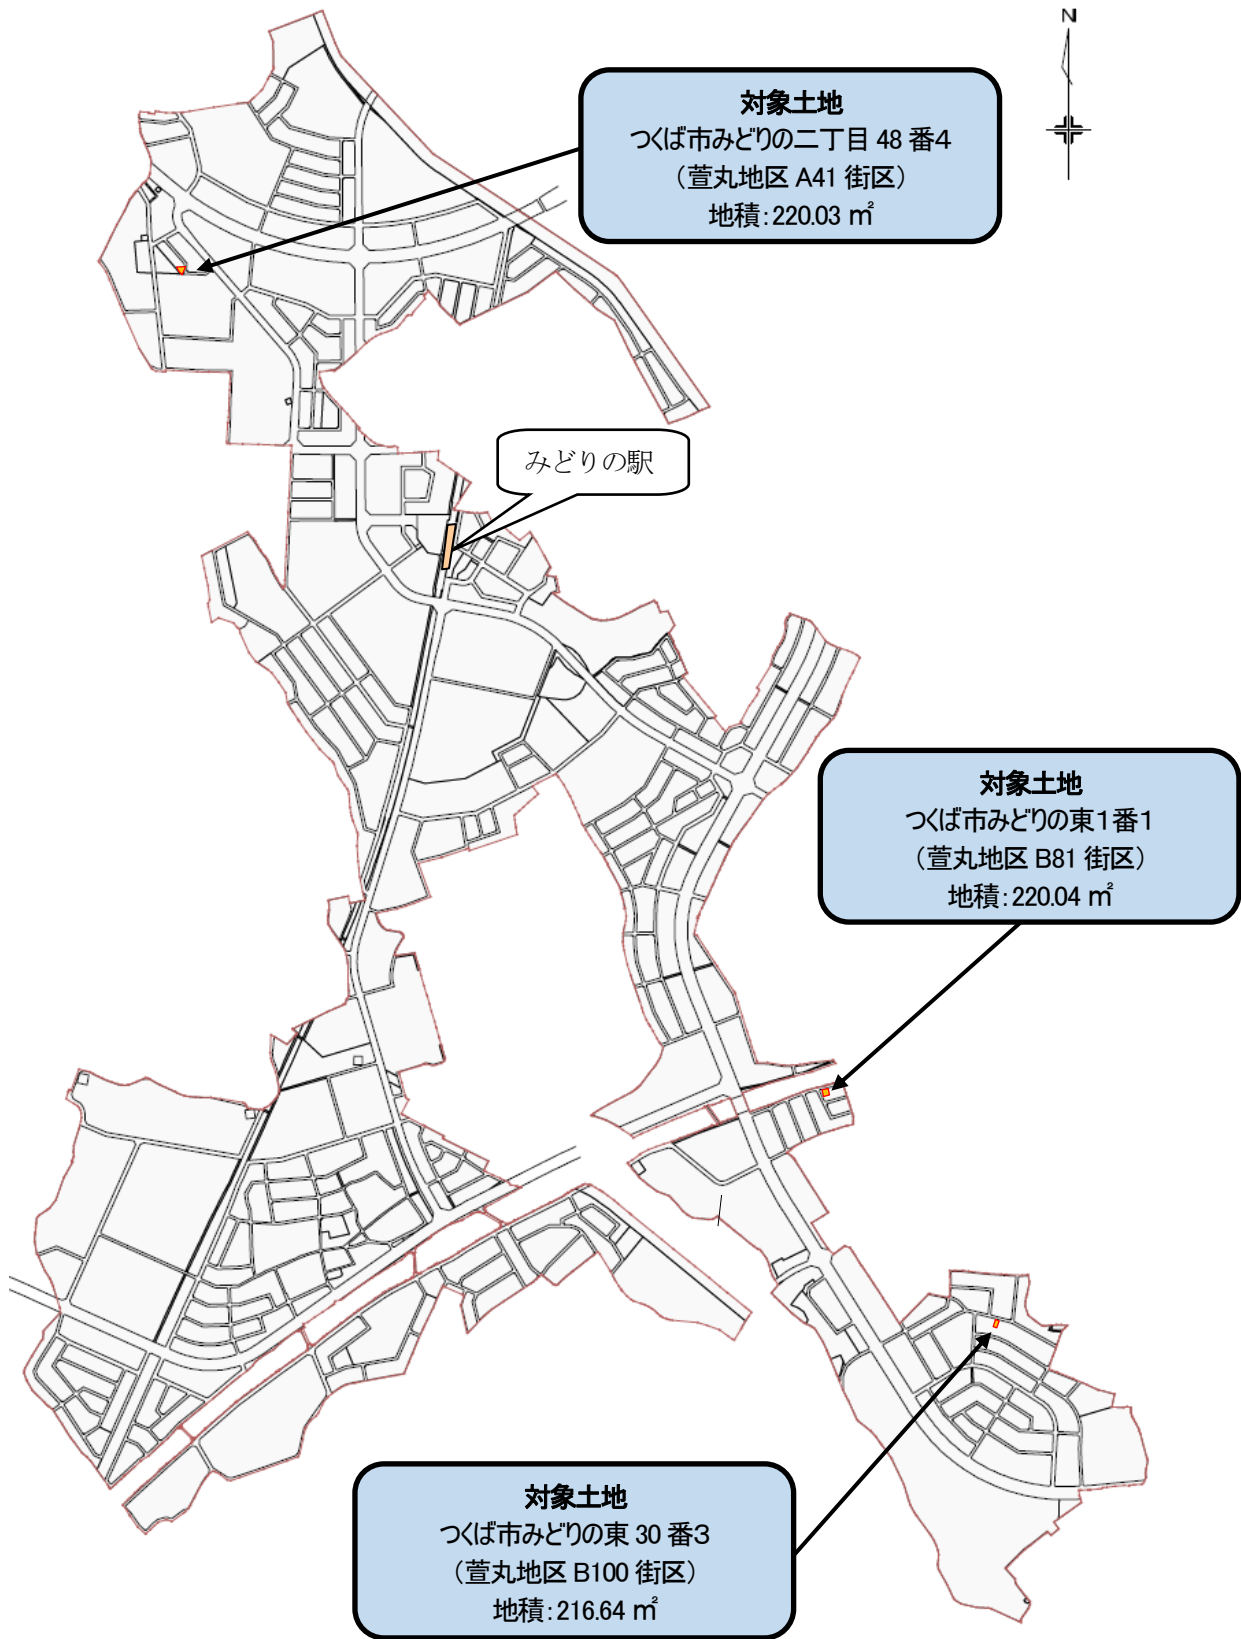 N
対象土地
つくば市みどりの二丁目 48 番4
（萱丸地区 A41 街区）
地積：220.03 ㎡
みどりの駅
対象土地
つくば市みどりの東1番1
（萱丸地区 B81 街区）
地積：220.04 ㎡
対象土地
つくば市みどりの東 30 番3
（萱丸地区 B100 街区）
地積：216.64 ㎡